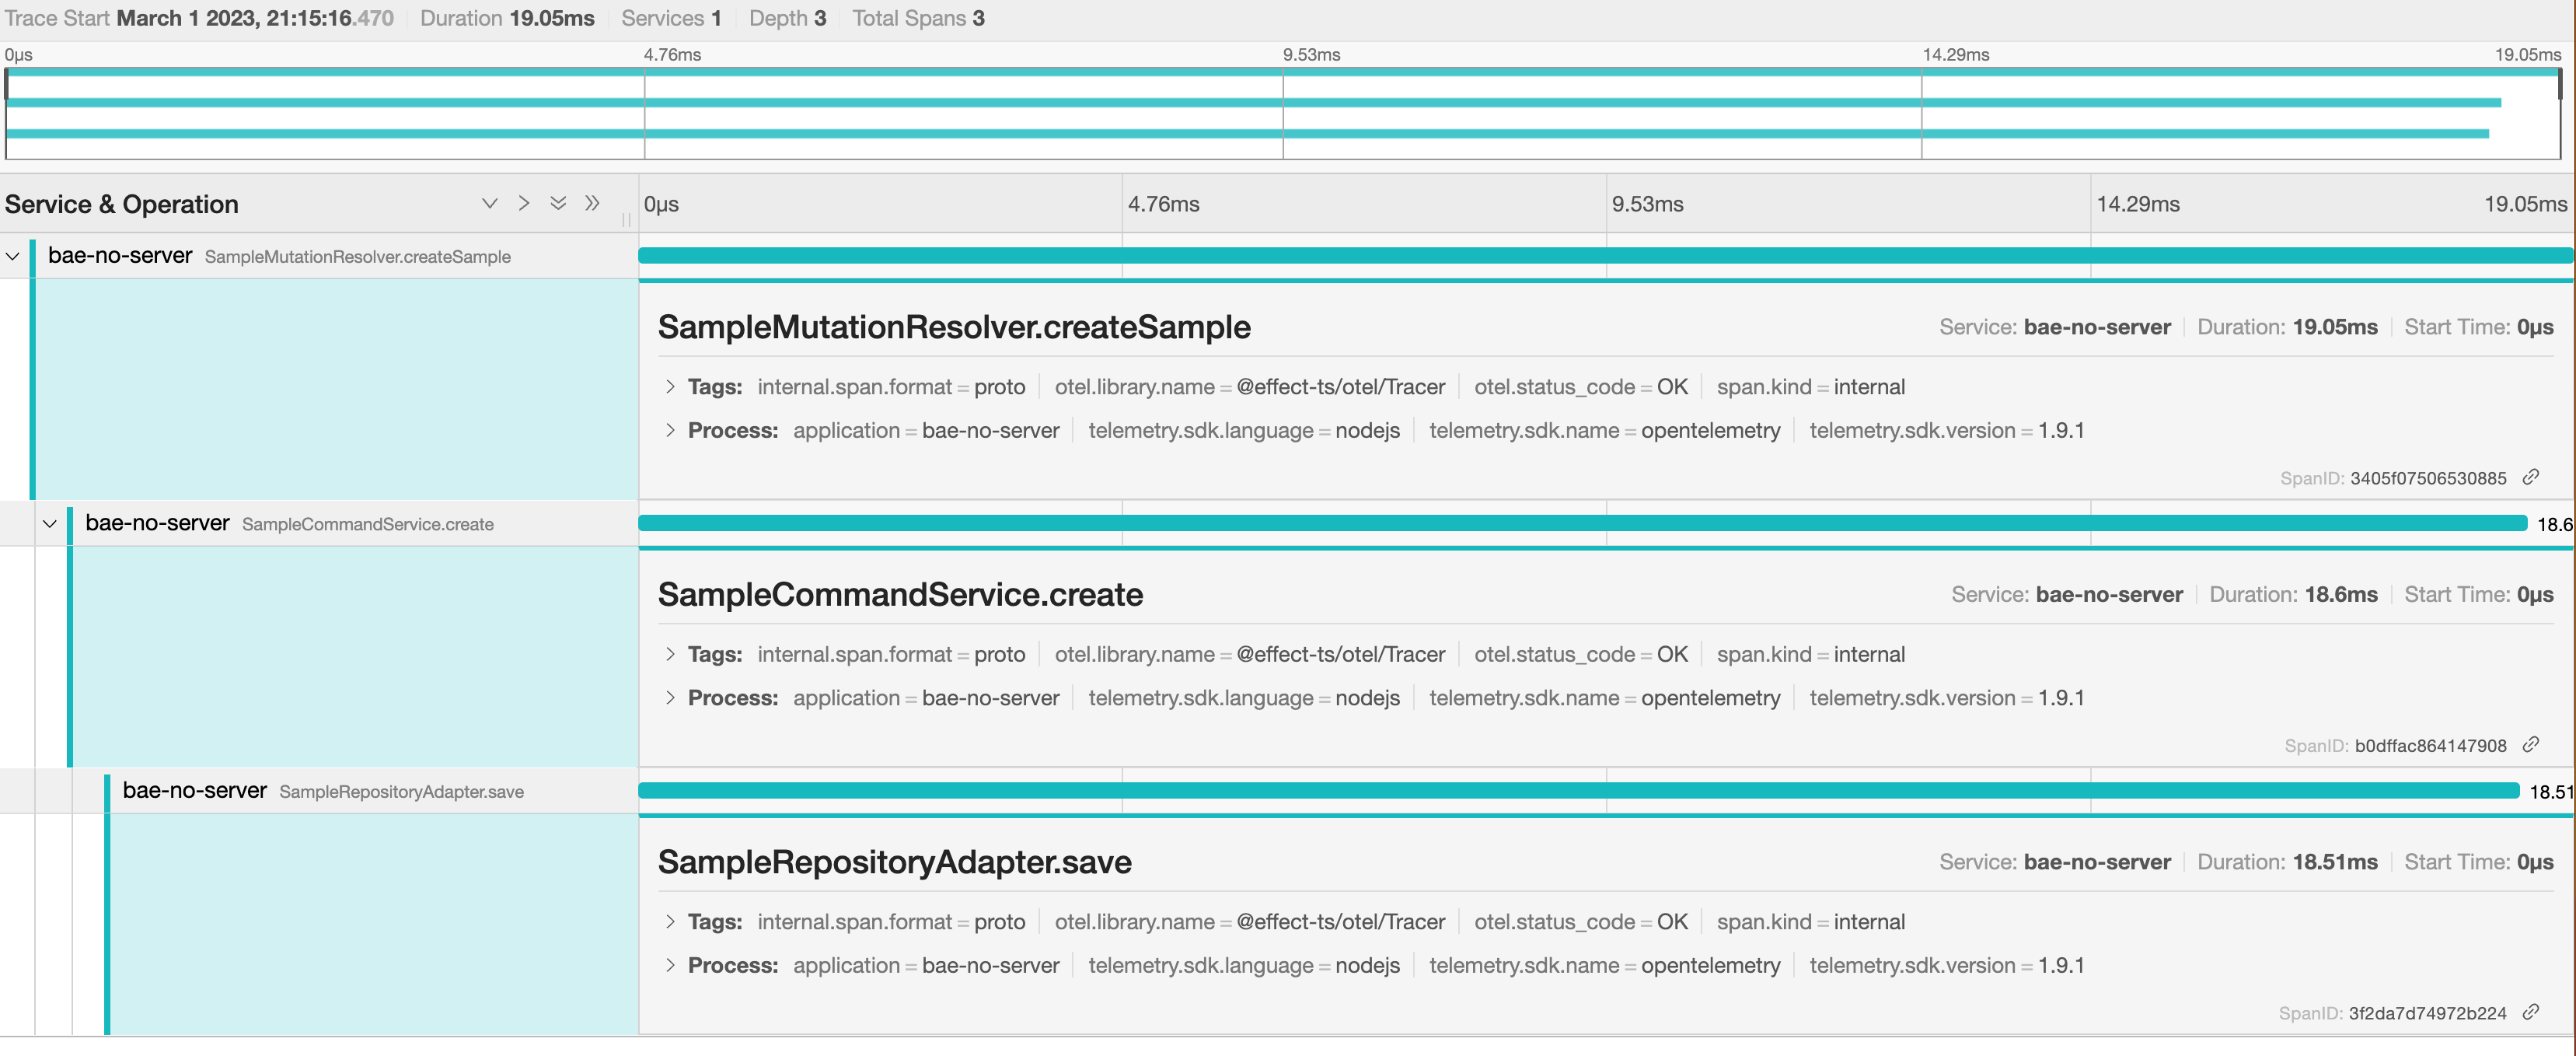 Trace Start March 1 2023, 21:15:16.470 Duration 19.05ms Services 1 Depth 3 Total Spans 3
0μs 4.76ms 9.53ms 14.29ms 19.05ms
Service & Operation 0μs 4.76ms 9.53ms 14.29ms 19.05ms
bae-no-server SampleMutationResolver.createSample
SampleMutationResolver.createSample Service: bae-no-server Duration: 19.05ms Start Time: 0μs
Tags: internal.span.format = proto otel.library.name = @effect-ts/otel/Tracer otel.status_code = OK span.kind = internal
Process: application = bae-no-server telemetry.sdk.language = nodejs telemetry.sdk.name = opentelemetry telemetry.sdk.version = 1.9.1
SpanID: 3405f07506530885
bae-no-server SampleCommandService.create 18.6
SampleCommandService.create Service: bae-no-server Duration: 18.6ms Start Time: 0μs
Tags: internal.span.format = proto otel.library.name = @effect-ts/otel/Tracer otel.status_code = OK span.kind = internal
Process: application = bae-no-server telemetry.sdk.language = nodejs telemetry.sdk.name = opentelemetry telemetry.sdk.version = 1.9.1
SpanID: b0dffac864147908
bae-no-server SampleRepositoryAdapter.save 18.51
SampleRepositoryAdapter.save Service: bae-no-server Duration: 18.51ms Start Time: 0μs
Tags: internal.span.format = proto otel.library.name = @effect-ts/otel/Tracer otel.status_code = OK span.kind = internal
Process: application = bae-no-server telemetry.sdk.language = nodejs telemetry.sdk.name = opentelemetry telemetry.sdk.version = 1.9.1
SpanID: 3f2da7d74972b224